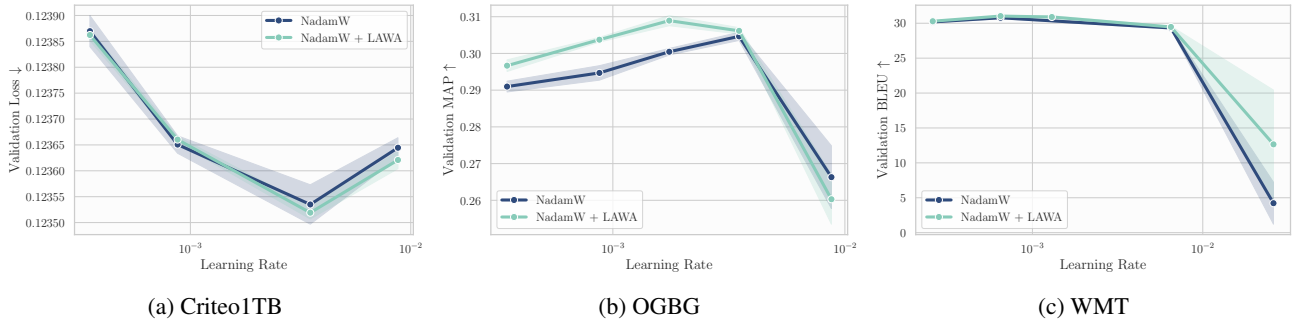 0.12390
0.12385
0.12380
0.12375
0.12370
0.12365
0.12360
0.12355
0.12350
Validation Loss ↓
NadamW
NadamW + LAWA
10⁻³
10⁻²
Learning Rate
(a) Criteo1TB
0.31
0.30
0.29
0.28
0.27
0.26
Validation MAP ↑
NadamW
NadamW + LAWA
10⁻³
10⁻²
Learning Rate
(b) OGBG
30
25
20
15
10
5
0
Validation BLEU ↑
NadamW
NadamW + LAWA
10⁻³
10⁻²
Learning Rate
(c) WMT